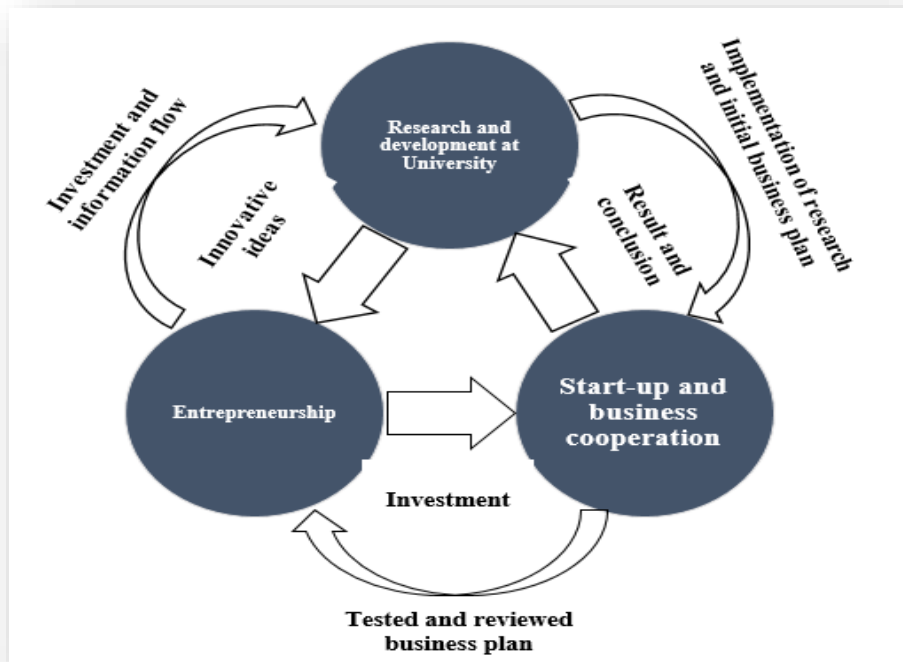 Investment and
information flow
Research and
development at
University
Implementation of research
and initial business plan
Innovative
ideas
Result and
conclusion
Entrepreneurship
Start-up and
business
cooperation
Investment
Tested and reviewed
business plan